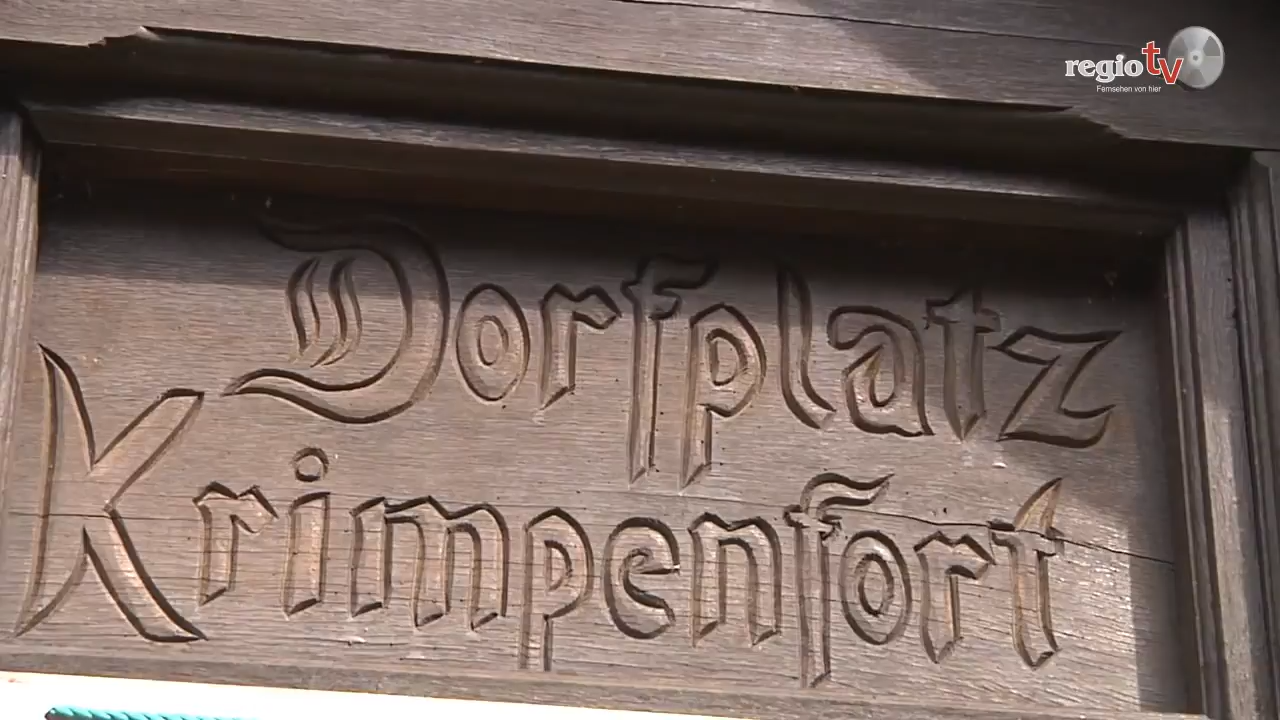 regio tv
Fernsehen von hier
Dorfplatz
Krimpenfort